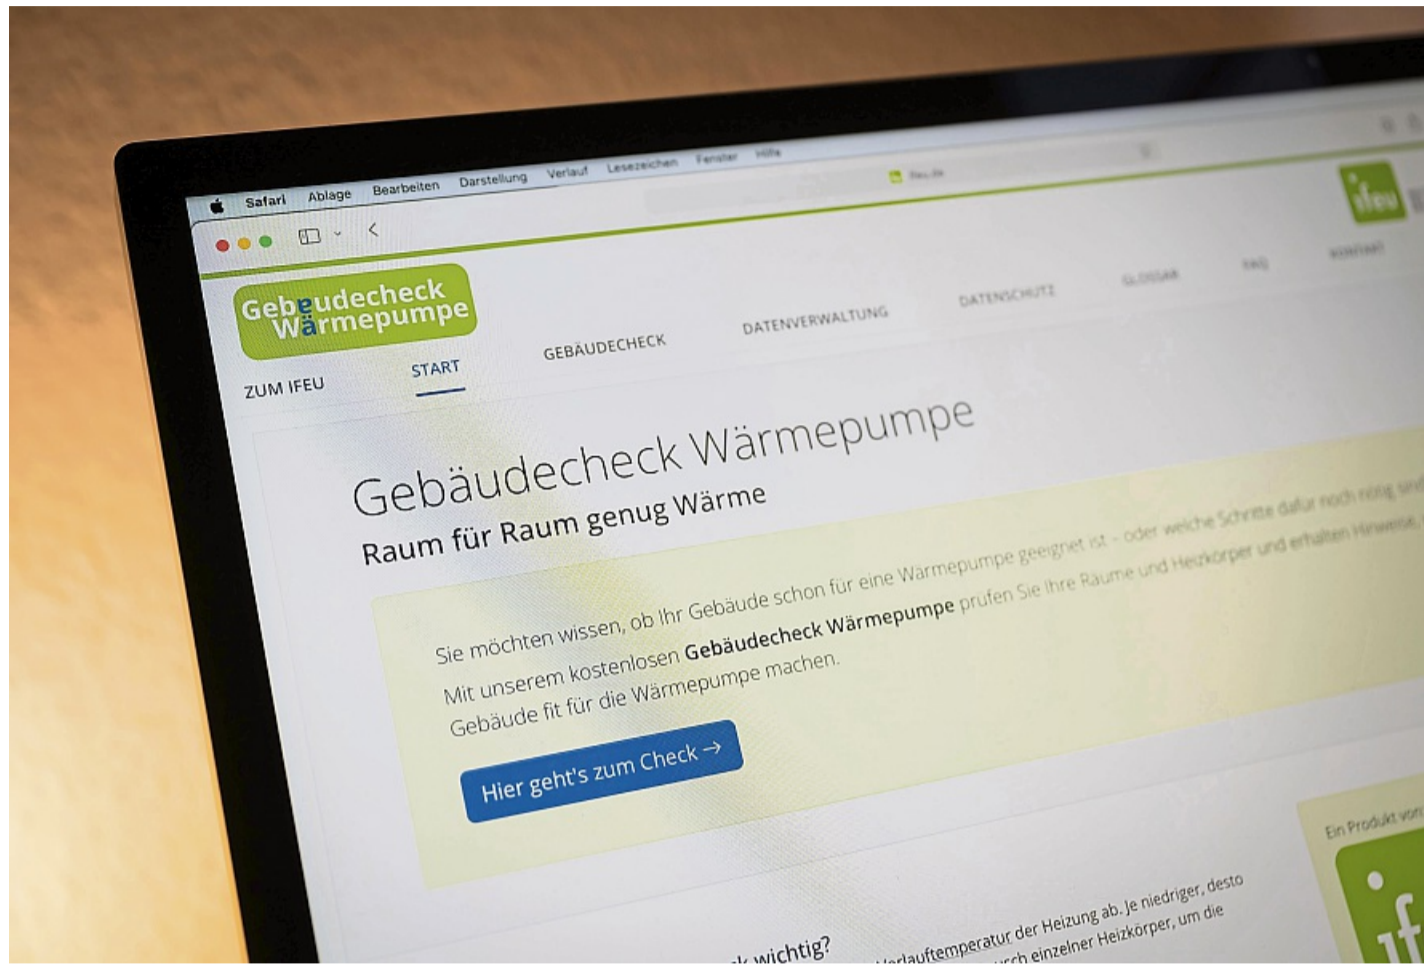 Safari Ablage Bearbeiten Darstellung Verlauf Lesezeichen Fenster Hilfe
ifeu.de
ifeu
Gebäudecheck
Wärmepumpe
ZUM IFEU START GEBÄUDECHECK DATENVERWALTUNG DATENSCHUTZ GLOSSAR FAQ KONTAKT
Gebäudecheck Wärmepumpe
Raum für Raum genug Wärme
Sie möchten wissen, ob Ihr Gebäude schon für eine Wärmepumpe geeignet ist - oder welche Schritte dafür noch nötig sind
Mit unserem kostenlosen Gebäudecheck Wärmepumpe prüfen Sie Ihre Räume und Heizkörper und erhalten Hinweise,
Gebäude fit für die Wärmepumpe machen.
Hier geht's zum Check →
Ein Produkt von:
if
wichtig?
der Heizung ab. Je niedriger, desto
einzelner Heizkörper, um die